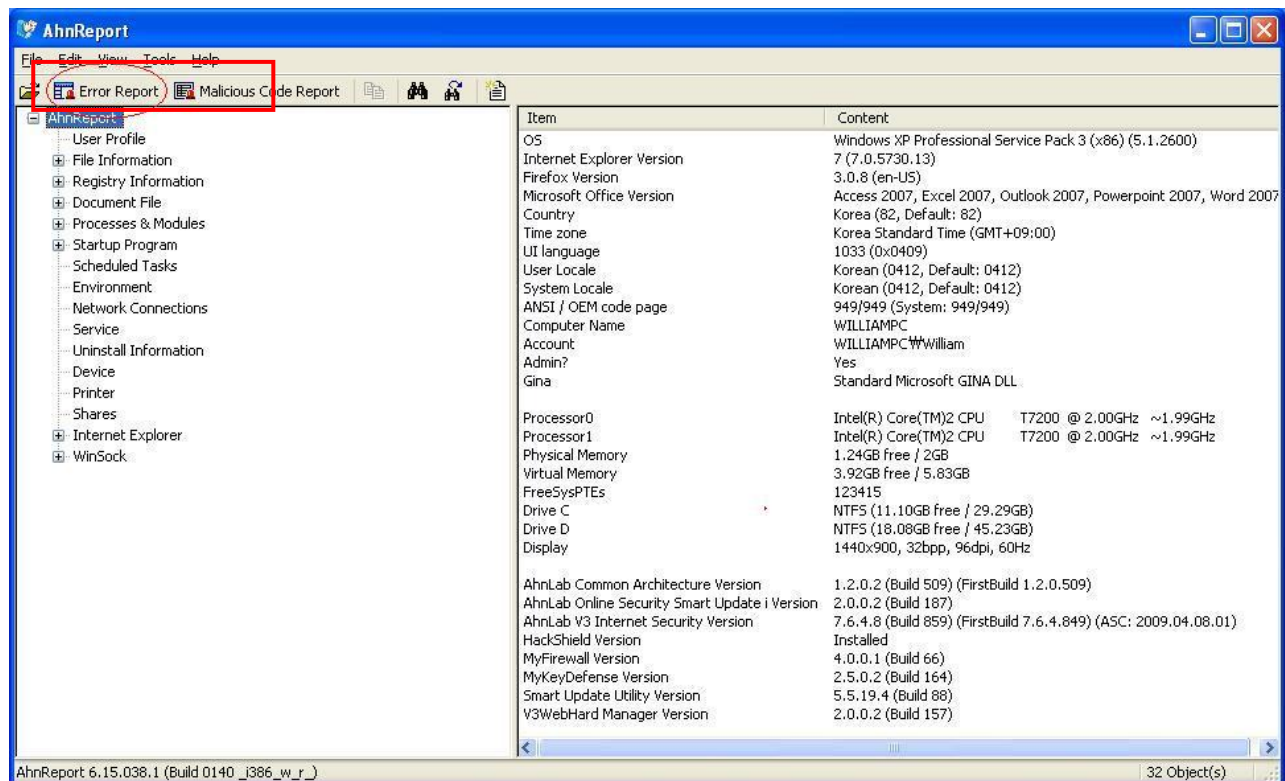 AhnReport
File Edit View Tools Help
Error Report Malicious Code Report
AhnReport
User Profile
File Information
Registry Information
Document File
Processes & Modules
Startup Program
Scheduled Tasks
Environment
Network Connections
Service
Uninstall Information
Device
Printer
Shares
Internet Explorer
WinSock
Item Content
OS Windows XP Professional Service Pack 3 (x86) (5.1.2600)
Internet Explorer Version 7 (7.0.5730.13)
Firefox Version 3.0.8 (en-US)
Microsoft Office Version Access 2007, Excel 2007, Outlook 2007, Powerpoint 2007, Word 2007
Country Korea (82, Default: 82)
Time zone Korea Standard Time (GMT+09:00)
UI language 1033 (0x0409)
User Locale Korean (0412, Default: 0412)
System Locale Korean (0412, Default: 0412)
ANSI / OEM code page 949/949 (System: 949/949)
Computer Name WILLIAMPC
Account WILLIAMPC₩William
Admin? Yes
Gina Standard Microsoft GINA DLL
Processor0 Intel(R) Core(TM)2 CPU T7200 @ 2.00GHz ~1.99GHz
Processor1 Intel(R) Core(TM)2 CPU T7200 @ 2.00GHz ~1.99GHz
Physical Memory 1.24GB free / 2GB
Virtual Memory 3.92GB free / 5.83GB
FreeSysPTEs 123415
Drive C NTFS (11.10GB free / 29.29GB)
Drive D NTFS (18.08GB free / 45.23GB)
Display 1440x900, 32bpp, 96dpi, 60Hz
AhnLab Common Architecture Version 1.2.0.2 (Build 509) (FirstBuild 1.2.0.509)
AhnLab Online Security Smart Update i Version 2.0.0.2 (Build 187)
AhnLab V3 Internet Security Version 7.6.4.8 (Build 859) (FirstBuild 7.6.4.849) (ASC: 2009.04.08.01)
HackShield Version Installed
MyFirewall Version 4.0.0.1 (Build 66)
MyKeyDefense Version 2.5.0.2 (Build 164)
Smart Update Utility Version 5.5.19.4 (Build 88)
V3WebHard Manager Version 2.0.0.2 (Build 157)
AhnReport 6.15.038.1 (Build 0140 _i386_w_r_) 32 Object(s)